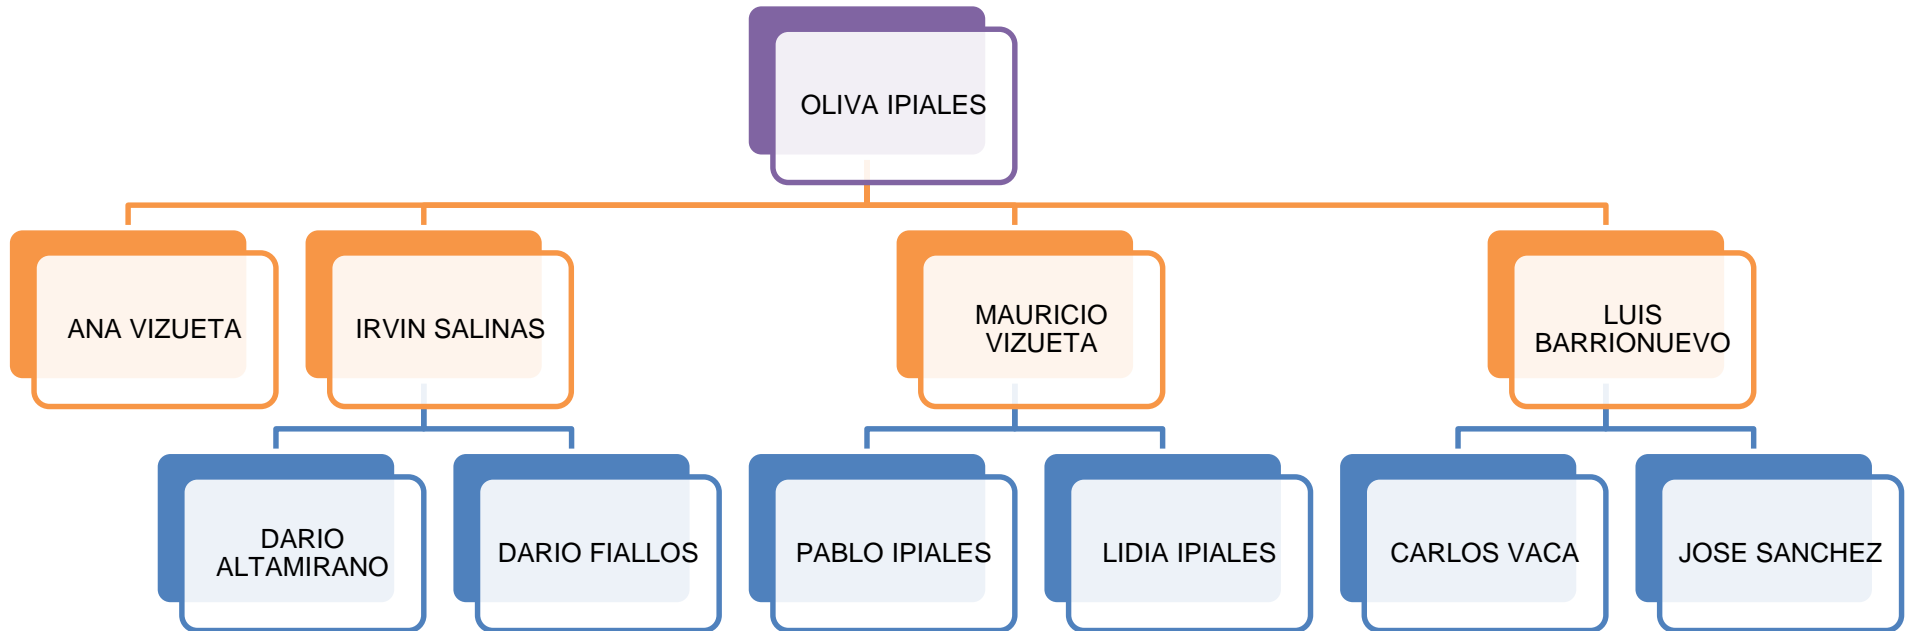 OLIVA IPIALES
ANA VIZUETA
IRVIN SALINAS
MAURICIO
VIZUETA
LUIS
BARRIONUEVO
DARIO
ALTAMIRANO
DARIO FIALLOS
PABLO IPIALES
LIDIA IPIALES
CARLOS VACA
JOSE SANCHEZ